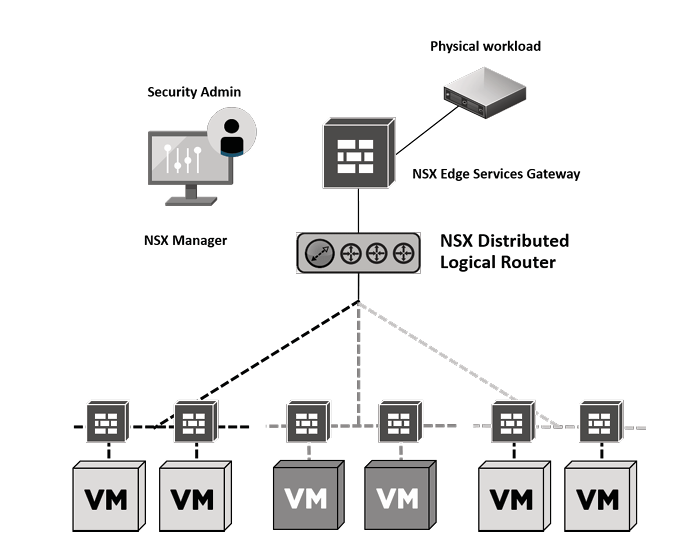 Physical workload
Security Admin
NSX Edge Services Gateway
NSX Manager
NSX Distributed
Logical Router
VM
VM
VM
VM
VM
VM